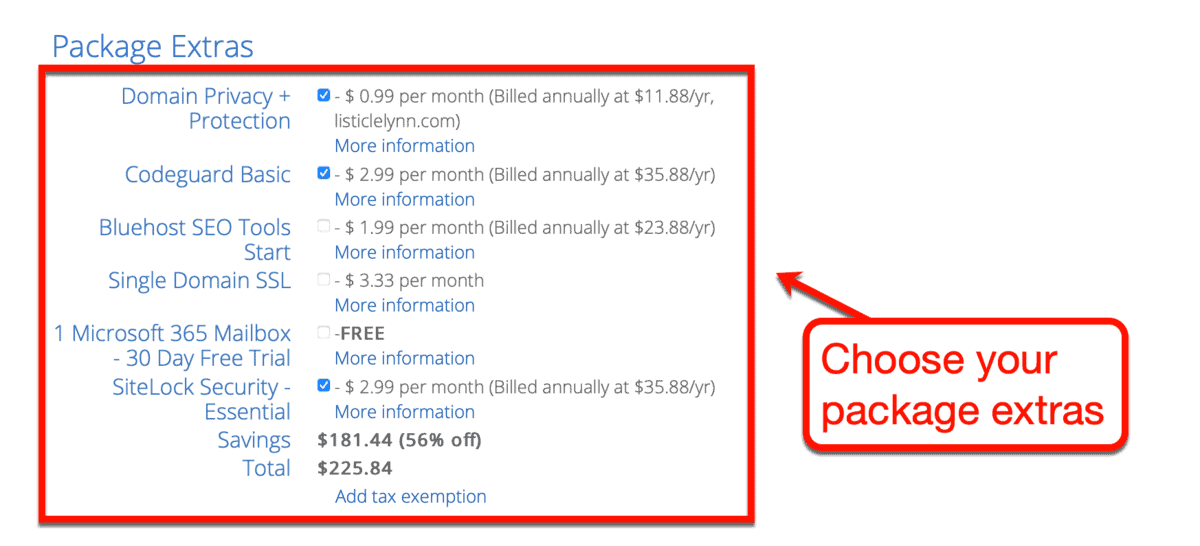 Package Extras
Domain Privacy + Protection
- $ 0.99 per month (Billed annually at $11.88/yr,
listiclelynn.com)
More information
Codeguard Basic - $ 2.99 per month (Billed annually at $35.88/yr)
More information
Bluehost SEO Tools Start
- $ 1.99 per month (Billed annually at $23.88/yr)
More information
Single Domain SSL - $ 3.33 per month
More information
1 Microsoft 365 Mailbox
- 30 Day Free Trial
-FREE
More information
SiteLock Security -
Essential
- $ 2.99 per month (Billed annually at $35.88/yr)
More information
Savings $181.44 (56% off)
Total $225.84
Add tax exemption
Choose your
package extras